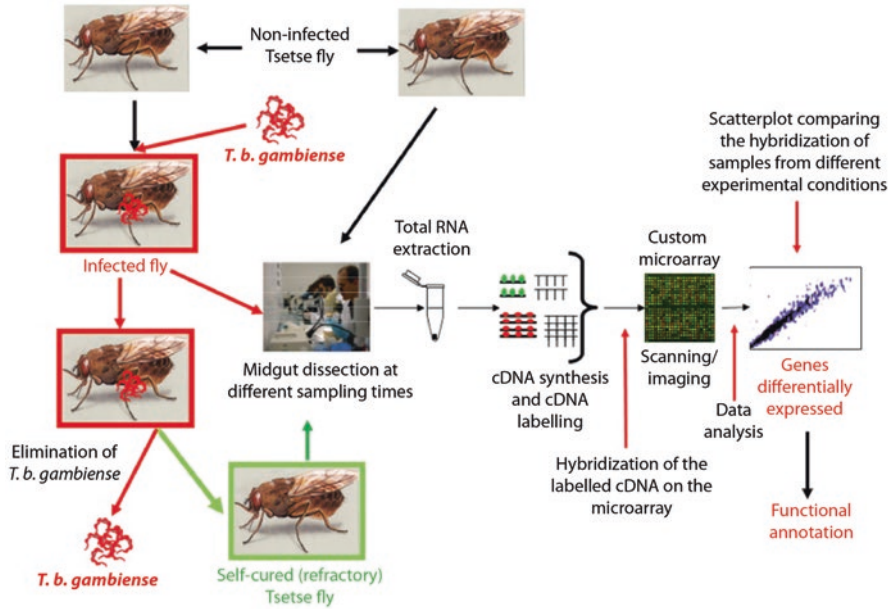 Non-infected
Tsetse fly
T. b. gambiense
Infected fly
Elimination of
T. b. gambiense
T. b. gambiense
Self-cured (refractory)
Tsetse fly
Midgut dissection at
different sampling times
Total RNA
extraction
cDNA synthesis
and cDNA
labelling
Hybridization of the
labelled cDNA on the
microarray
Custom
microarray
Scanning/
imaging
Data
analysis
Scatterplot comparing
the hybridization of
samples from different
experimental conditions
Genes
differentially
expressed
Functional
annotation